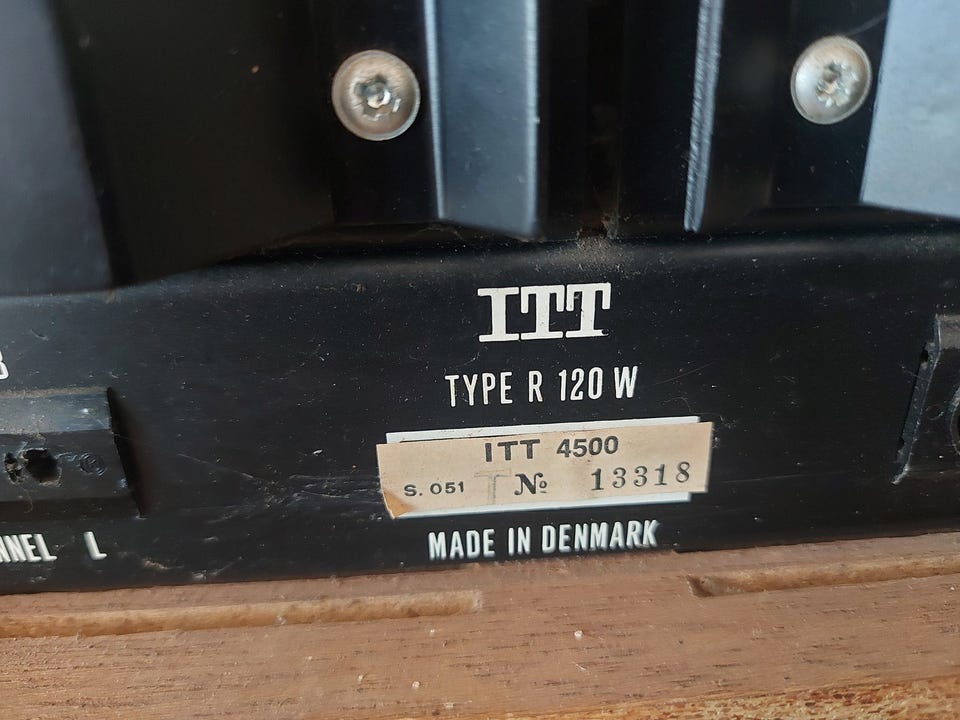 ITT
TYPE R 120 W
ITT 4500
S. 051 T № 13318
MADE IN DENMARK
L